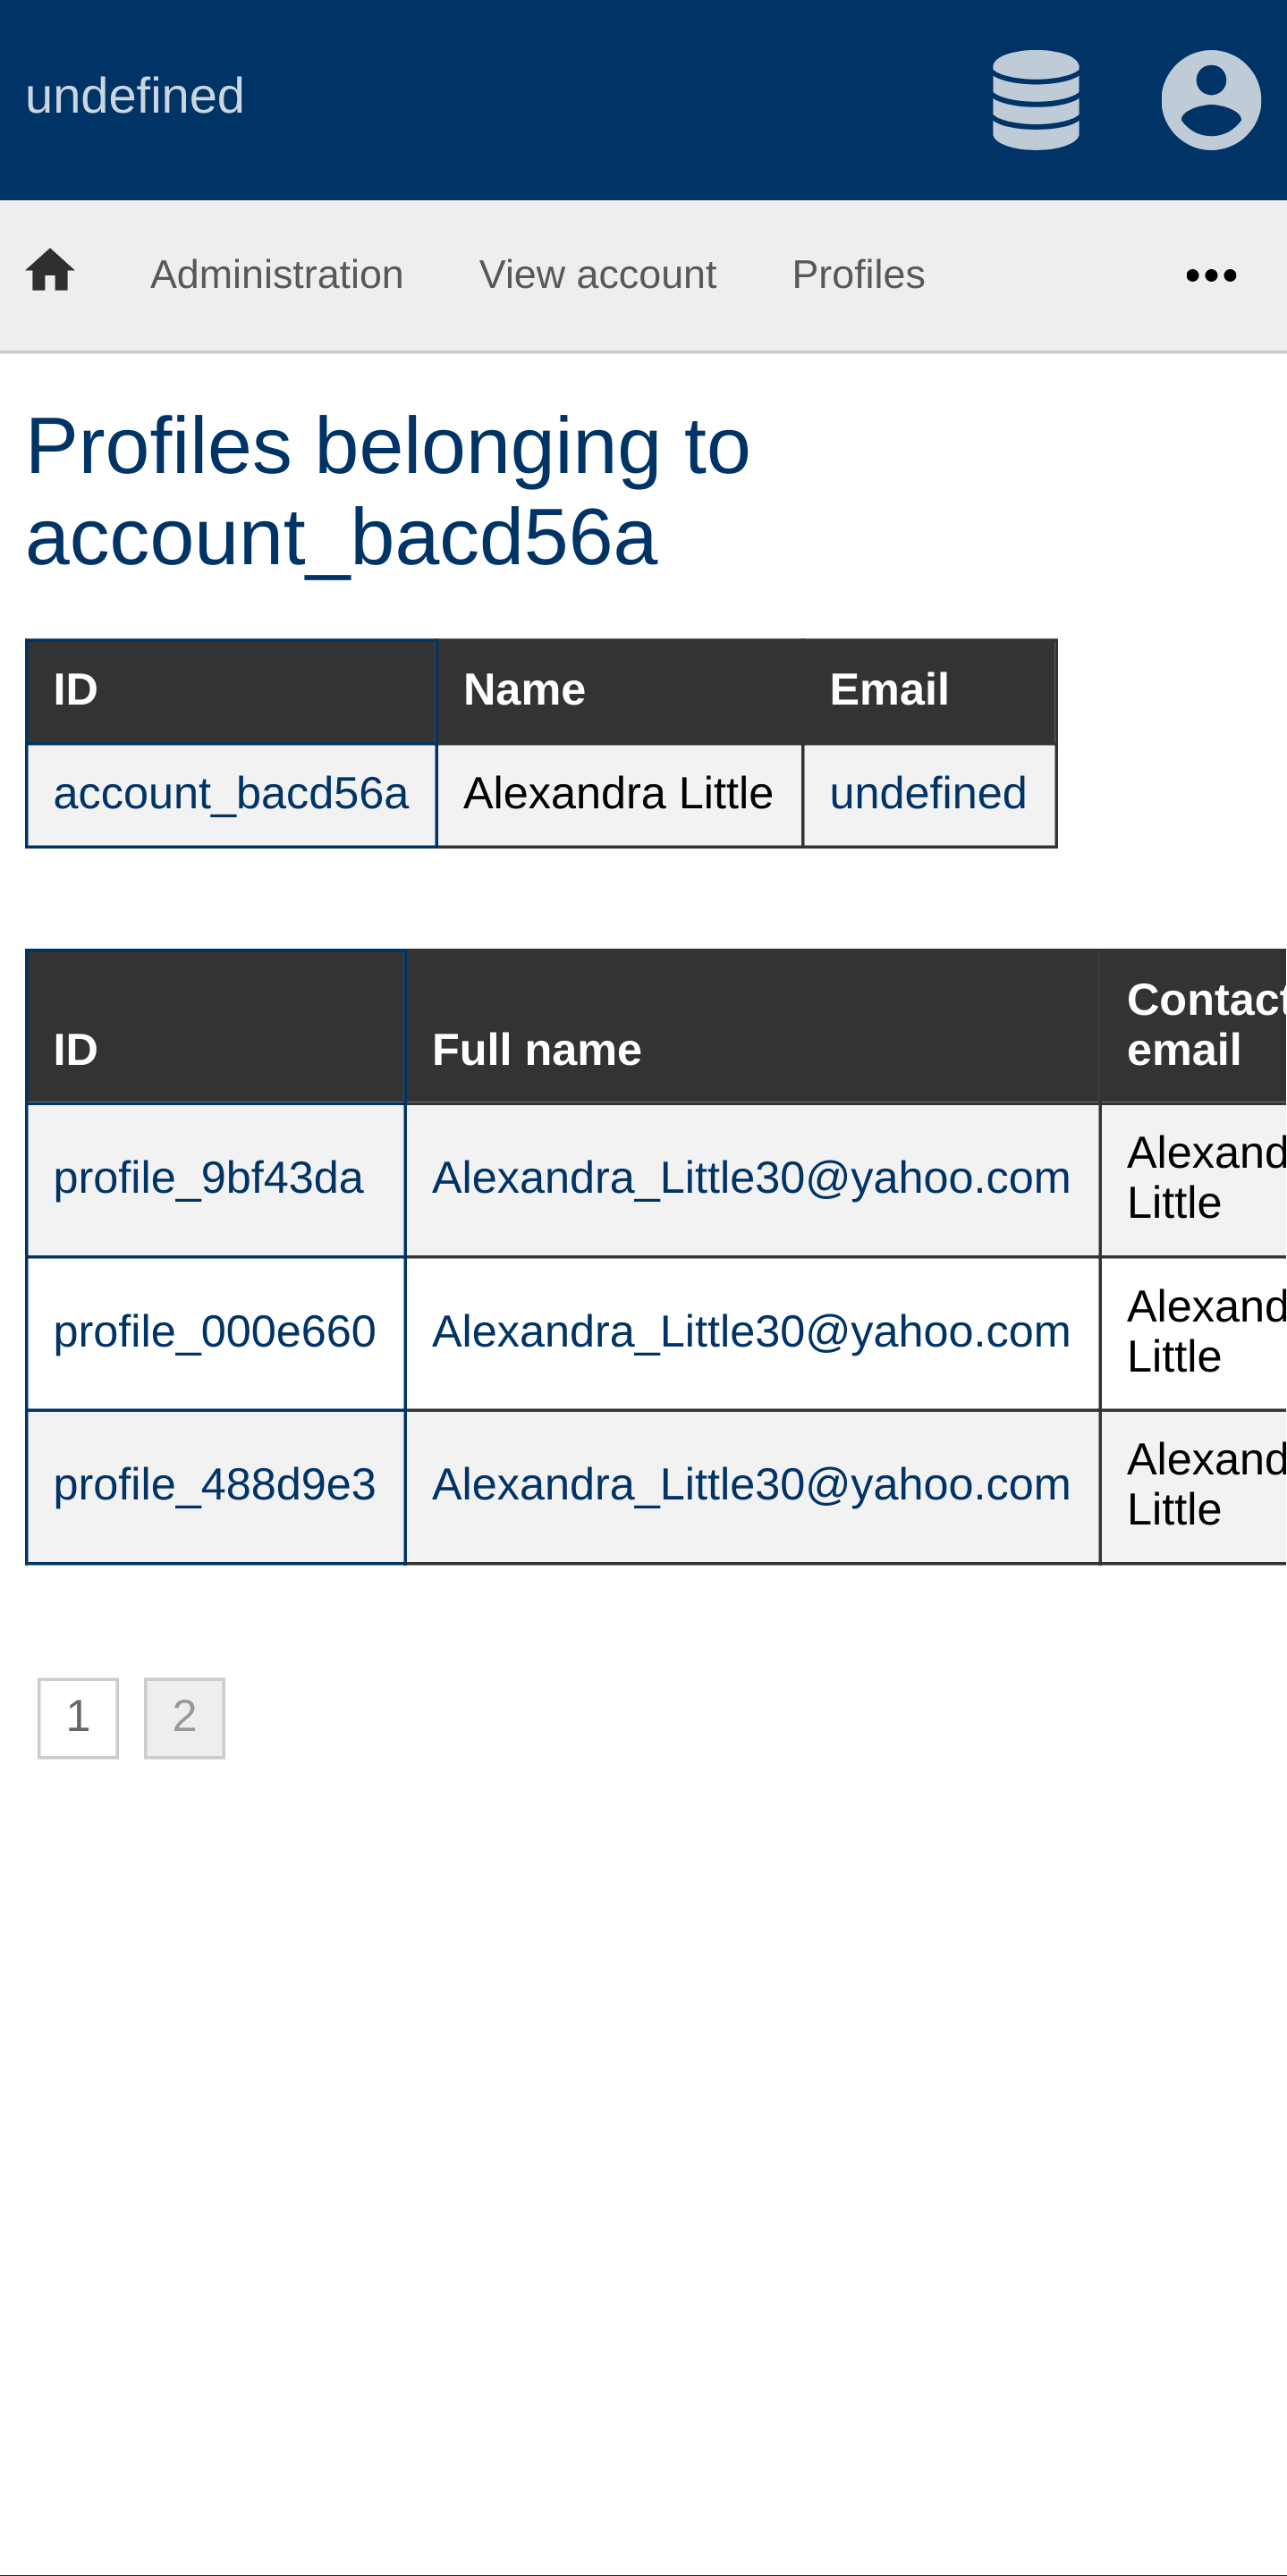 undefined
Administration View account Profiles
Profiles belonging to
account_bacd56a
ID Name Email
account_bacd56a Alexandra Little undefined
Contact
ID Full name email
profile_9bf43da Alexandra_Little30@yahoo.com Alexand
Little
profile_000e660 Alexandra_Little30@yahoo.com Alexand
Little
profile_488d9e3 Alexandra_Little30@yahoo.com Alexand
Little
1 2